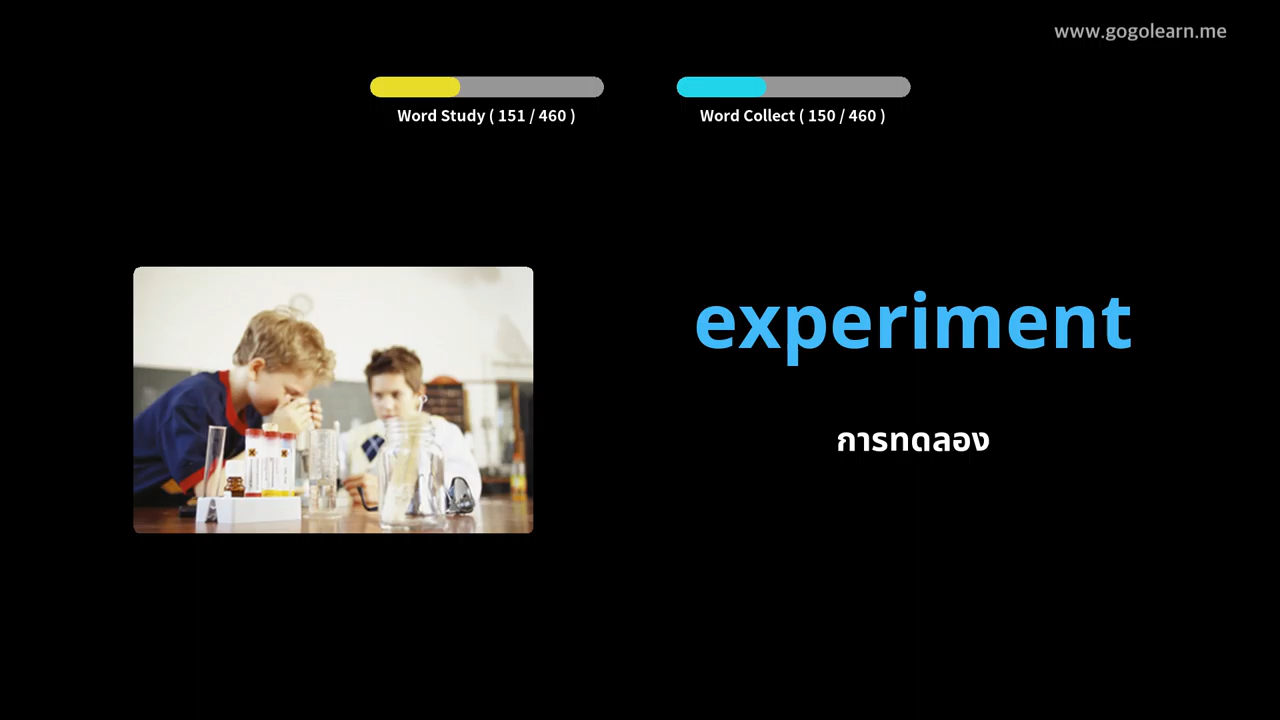 www.gogolearn.me
Word Study ( 151 / 460 )
Word Collect ( 150 / 460 )
experiment
การทดลอง